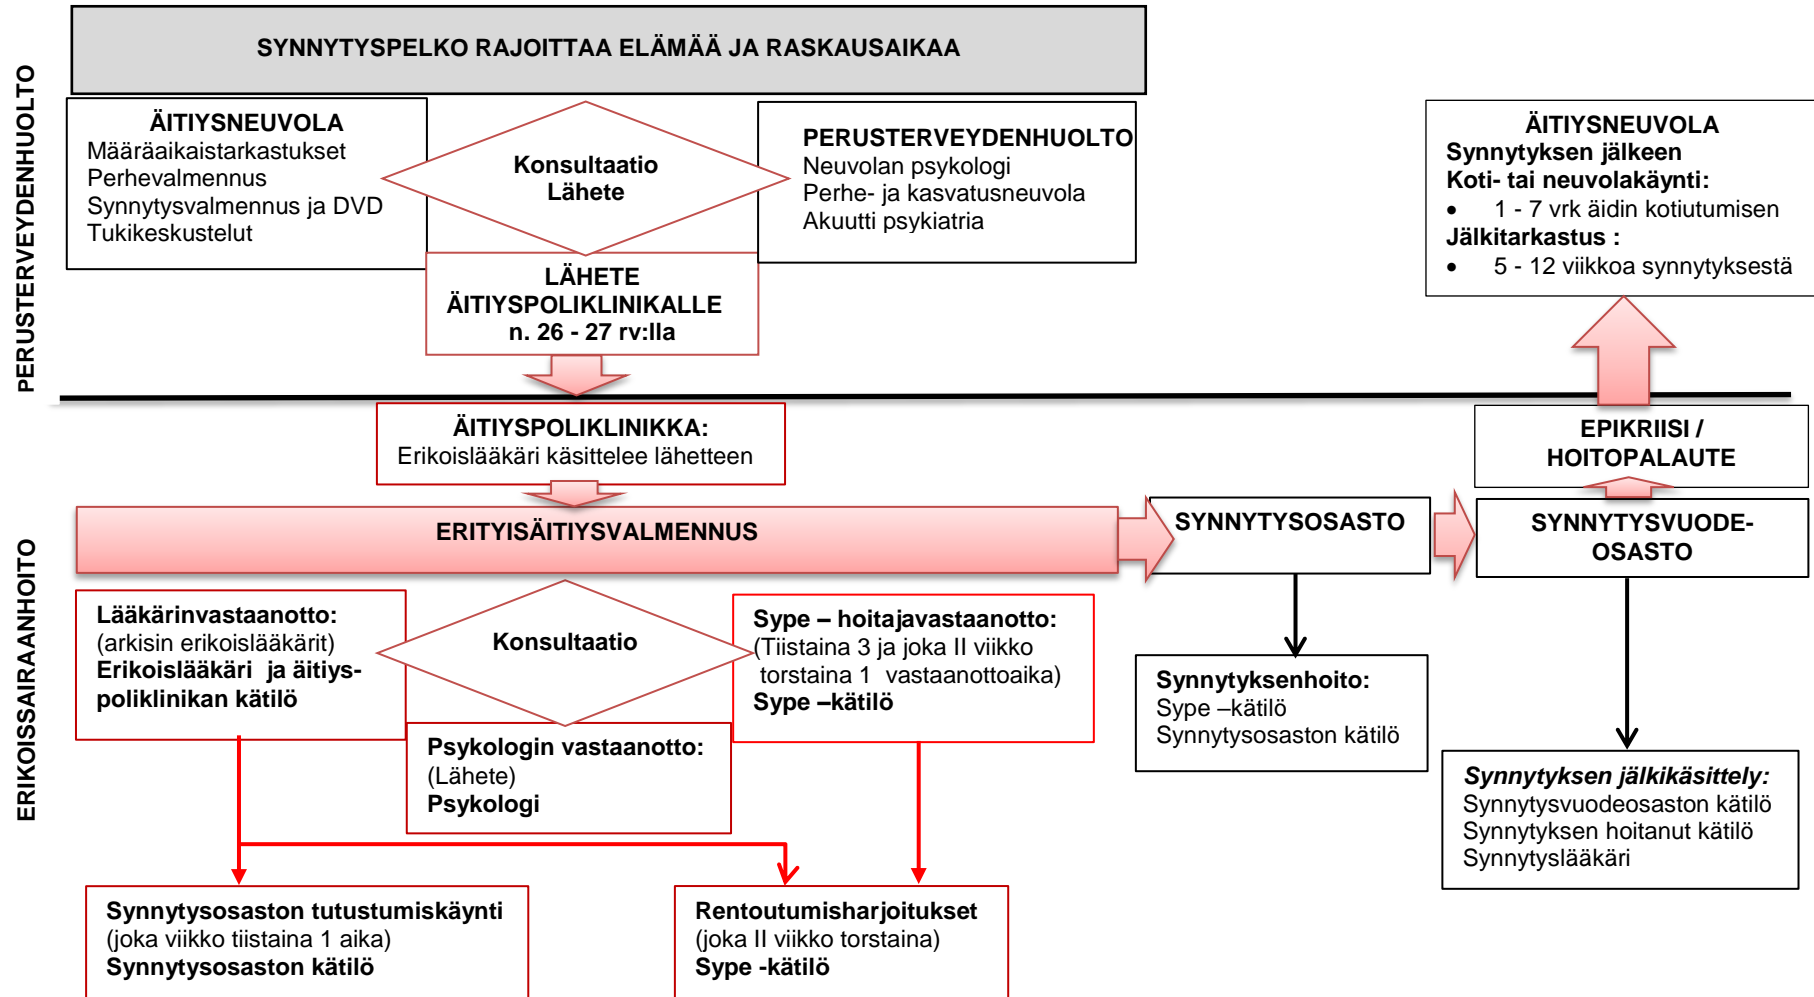 PERUSTERVEYDENHUOLTO
SYNNYTYSPELKO RAJOITTAA ELÄMÄÄ JA RASKAUSAIKAA
ÄITIYSNEUVOLA
Määräaikaistarkastukset
Perhevalmennus
Synnytysvalmennus ja DVD
Tukikeskustelut
Konsultaatio
Lähete
PERUSTERVEYDENHUOLTO
Neuvolan psykologi
Perhe- ja kasvatusneuvola
Akuutti psykiatria
LÄHETE
ÄITIYSPOLIKLINIKALLE
n. 26 - 27 rv:lla
ÄITIYSNEUVOLA
Synnytyksen jälkeen
Koti- tai neuvolakäynti:
• 1 - 7 vrk äidin kotiutumisen
Jälkitarkastus :
• 5 - 12 viikkoa synnytyksestä
ERIKOISSAIRAANHOITO
ÄITIYSPOLIKLINIKKA:
Erikoislääkäri käsittelee lähetteen
EPIKRIISI /
HOITOPALAUTE
ERITYISÄITIYSVALMENNUS
SYNNYTYSOSASTO
SYNNYTYSVUODE-
OSASTO
Lääkärinvastaanotto:
(arkisin erikoislääkärit)
Erikoislääkäri ja äitiys-
poliklinikan kätilö
Konsultaatio
Sype – hoitajavastaanotto:
(Tiistaina 3 ja joka II viikko
torstaina 1 vastaanottoaika)
Sype –kätilö
Psykologin vastaanotto:
(Lähete)
Psykologi
Synnytyksenhoito:
Sype –kätilö
Synnytysosaston kätilö
Synnytyksen jälkikäsittely:
Synnytysvuodeosaston kätilö
Synnytyksen hoitanut kätilö
Synnytyslääkäri
Synnytysosaston tutustumiskäynti
(joka viikko tiistaina 1 aika)
Synnytysosaston kätilö
Rentoutumisharjoitukset
(joka II viikko torstaina)
Sype -kätilö